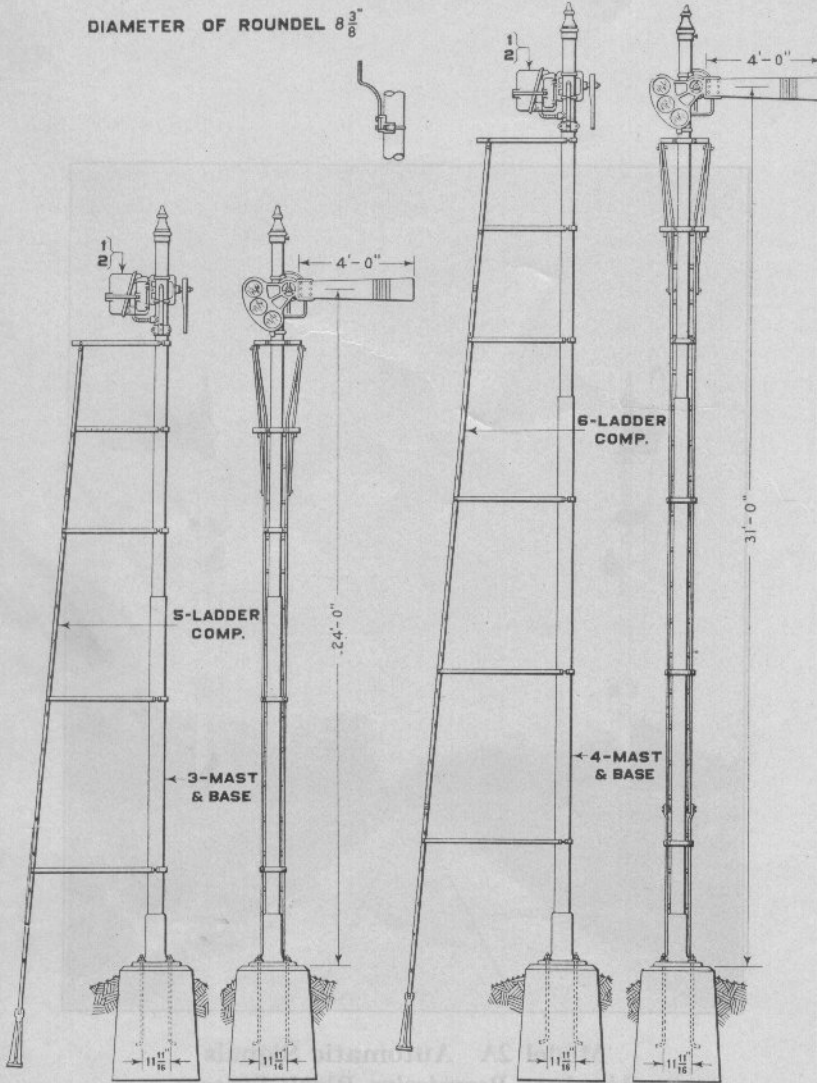 DIAMETER OF ROUNDEL 8 3/8"
1
2
4'-0"
1
2
4'-0"
6-LADDER
COMP.
31'-0"
5-LADDER
COMP.
24'-0"
3-MAST
& BASE
4-MAST
& BASE
11 11/16"
11 11/16"
11 11/16"
11 11/16"